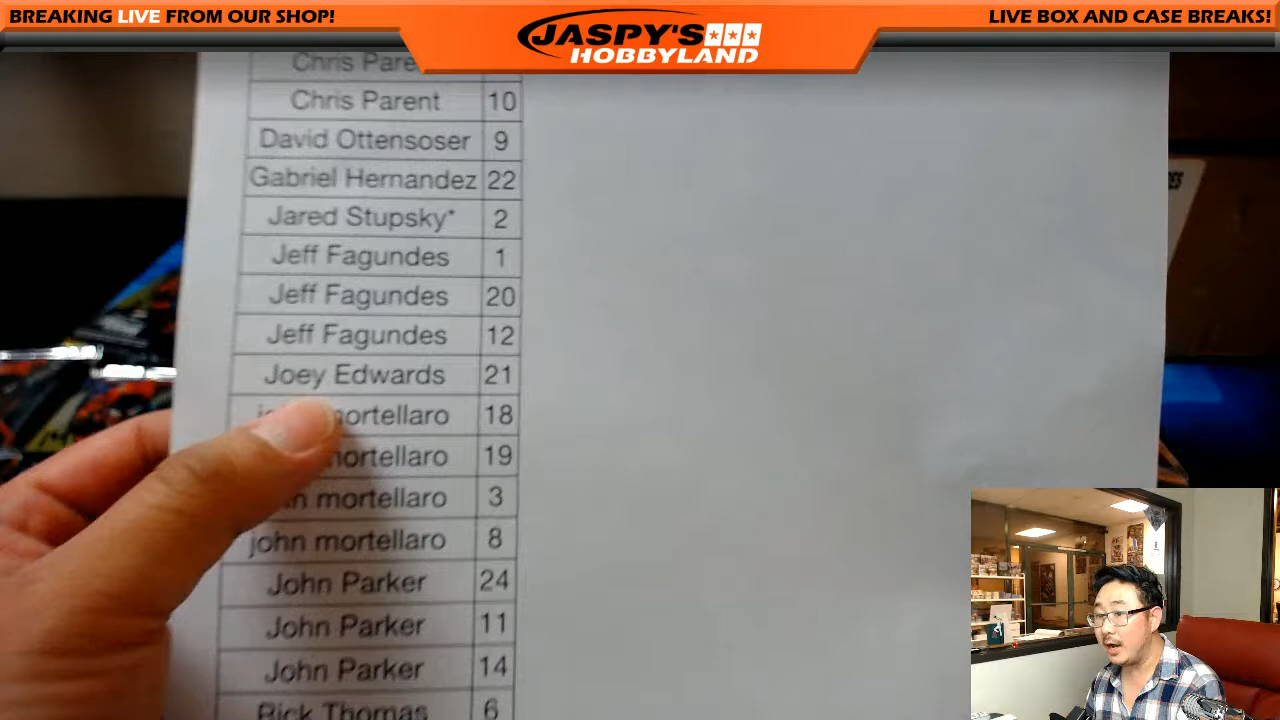 BREAKING LIVE FROM OUR SHOP!
JASPY'S
HOBBYLAND
LIVE BOX AND CASE BREAKS!
Chris
Chris Parent 10
David Ottensoser 9
Gabriel Hernandez 22
Jared Stupsky* 2
Jeff Fagundes 1
Jeff Fagundes 20
Jeff Fagundes 12
Joey Edwards 21
mortellaro 18
mortellaro 19
mortellaro 3
john mortellaro 8
John Parker 24
John Parker 11
John Parker 14
Rick Thomas 6